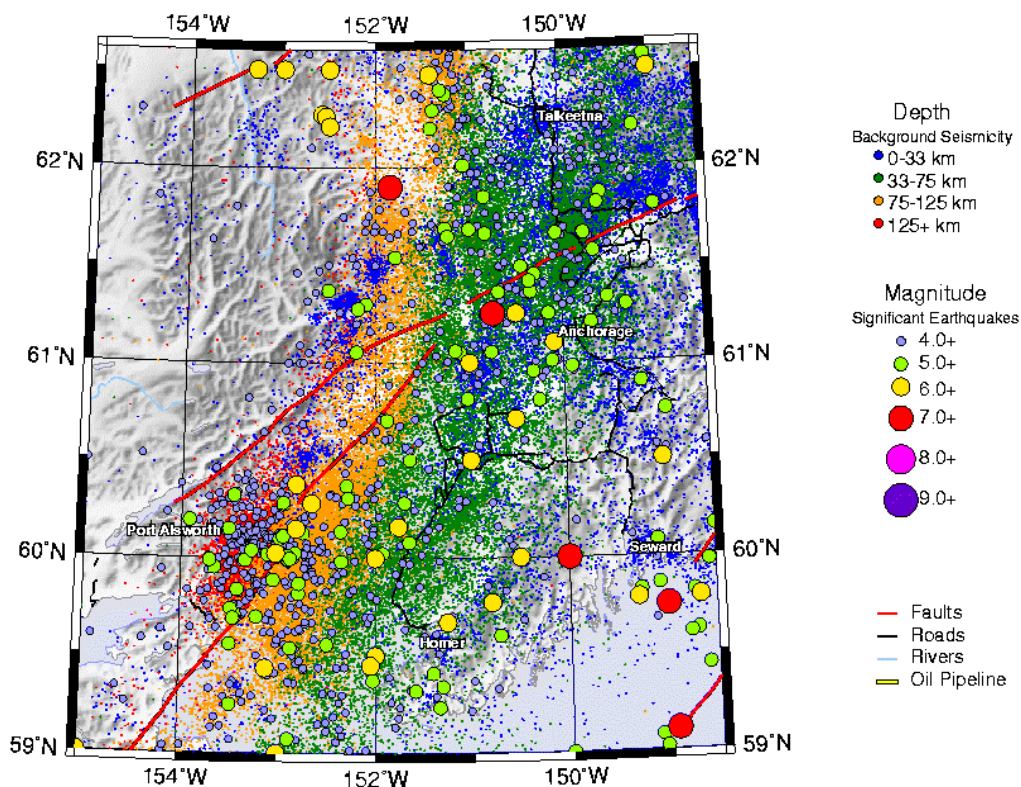 154°W
152°W
150°W
Talkeetna
62°N
62°N
Anchorage
61°N
61°N
Port Alsworth
60°N
60°N
Seward
Homer
59°N
59°N
154°W
152°W
150°W
Depth
Background Seismicity
0-33 km
33-75 km
75-125 km
125+ km
Magnitude
Significant Earthquakes
4.0+
5.0+
6.0+
7.0+
8.0+
9.0+
Faults
Roads
Rivers
Oil Pipeline